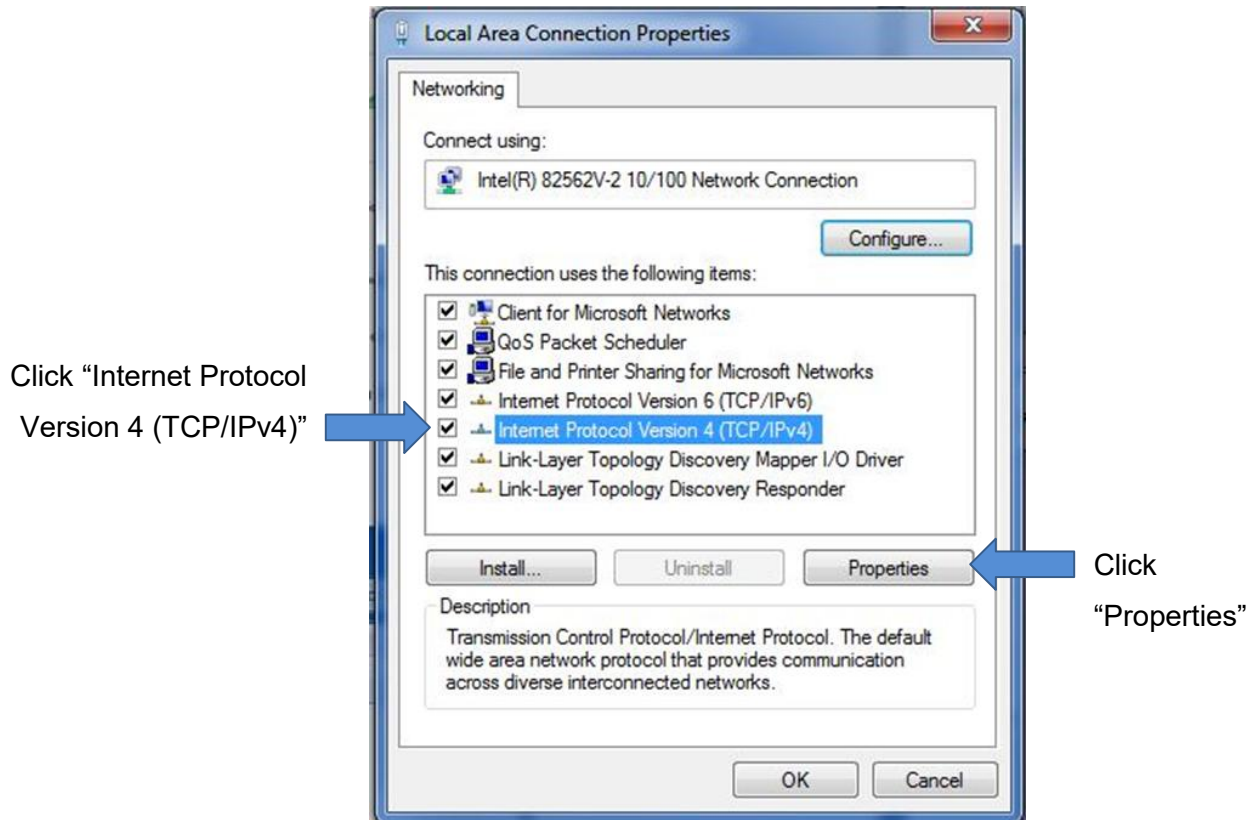 Local Area Connection Properties
Networking
Connect using:
Intel(R) 82562V-2 10/100 Network Connection
Configure...
This connection uses the following items:
Client for Microsoft Networks
QoS Packet Scheduler
File and Printer Sharing for Microsoft Networks
Internet Protocol Version 6 (TCP/IPv6)
Internet Protocol Version 4 (TCP/IPv4)
Link-Layer Topology Discovery Mapper I/O Driver
Link-Layer Topology Discovery Responder
Click “Internet Protocol
Version 4 (TCP/IPv4)”
Install...
Uninstall
Properties
Click
“Properties”
Description
Transmission Control Protocol/Internet Protocol. The default
wide area network protocol that provides communication
across diverse interconnected networks.
OK
Cancel